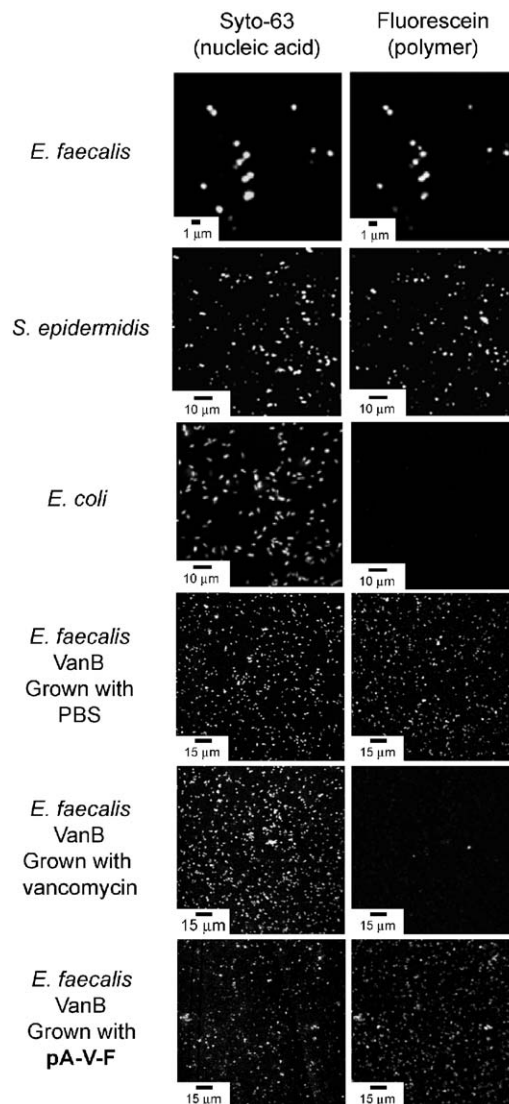 Syto-63 Fluorescein
(nucleic acid) (polymer)
E. faecalis
1 μm 1 μm
S. epidermidis
10 μm 10 μm
E. coli
10 μm 10 μm
E. faecalis
VanB
Grown with
PBS
15 μm 15 μm
E. faecalis
VanB
Grown with
vancomycin
15 μm 15 μm
E. faecalis
VanB
Grown with
pA-V-F
15 μm 15 μm